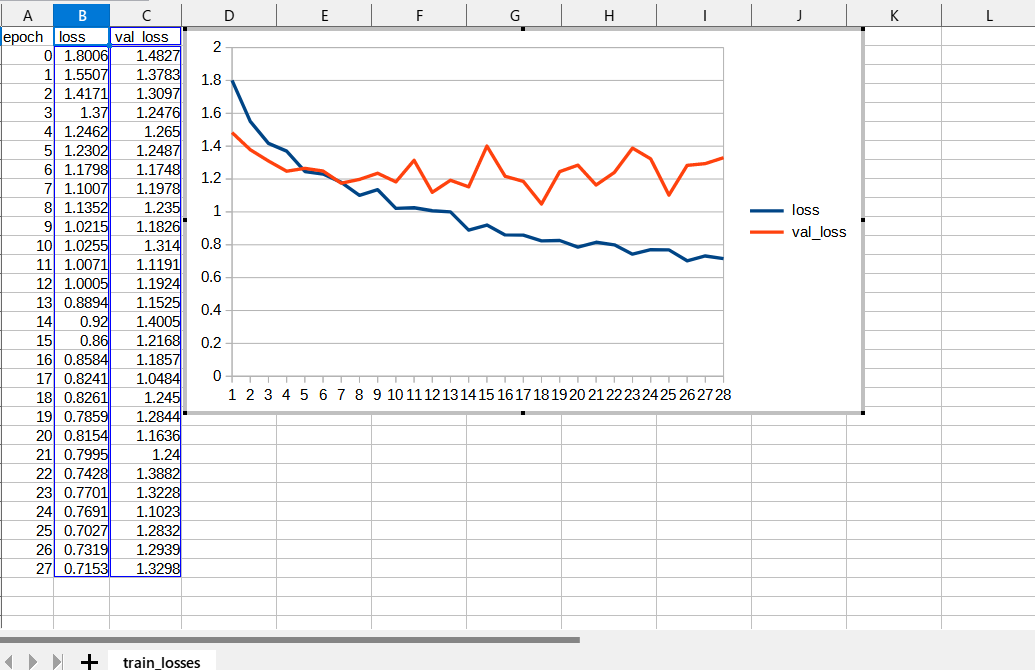 A B C D E F G H I J K L
epoch loss val_loss
0 1.8006 1.4827
1 1.5507 1.3783
2 1.4171 1.3097
3 1.37 1.2476
4 1.2462 1.265
5 1.2302 1.2487
6 1.1798 1.1748
7 1.1007 1.1978
8 1.1352 1.235
9 1.0215 1.1826
10 1.0255 1.314
11 1.0071 1.1191
12 1.0005 1.1924
13 0.8894 1.1525
14 0.92 1.4005
15 0.86 1.2168
16 0.8584 1.1857
17 0.8241 1.0484
18 0.8261 1.245
19 0.7859 1.2844
20 0.8154 1.1636
21 0.7995 1.24
22 0.7428 1.3882
23 0.7701 1.3228
24 0.7691 1.1023
25 0.7027 1.2832
26 0.7319 1.2939
27 0.7153 1.3298
2
1.8
1.6
1.4
1.2
1
0.8
0.6
0.4
0.2
0
1 2 3 4 5 6 7 8 9 10 11 12 13 14 15 16 17 18 19 20 21 22 23 24 25 26 27 28
loss
val_loss
train_losses